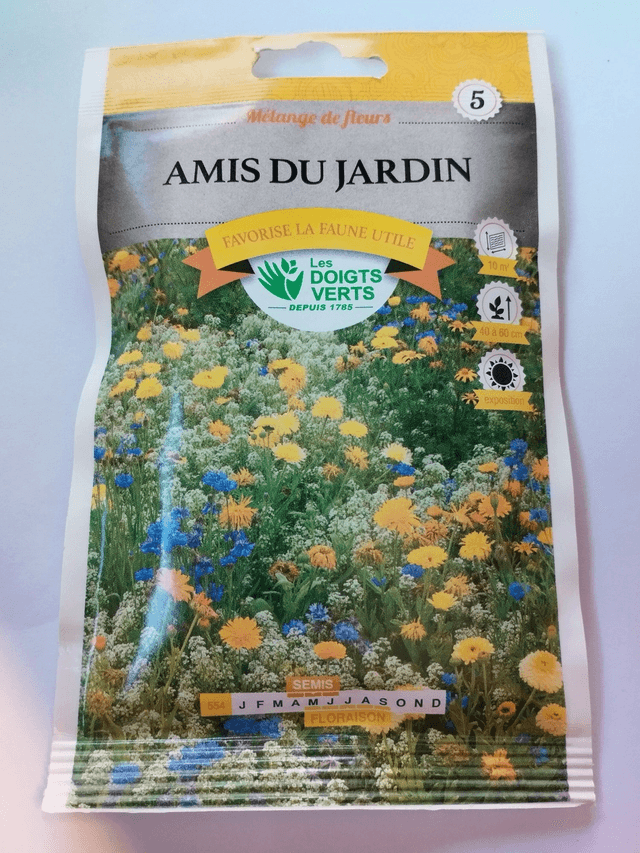 5
Mélange de fleurs
AMIS DU JARDIN
FAVORISE LA FAUNE UTILE
Les
DOIGTS
VERTS
DEPUIS 1785
10 m²
40 à 60 cm
exposition
SEMIS
554 J F M A M J J A S O N D
FLORAISON